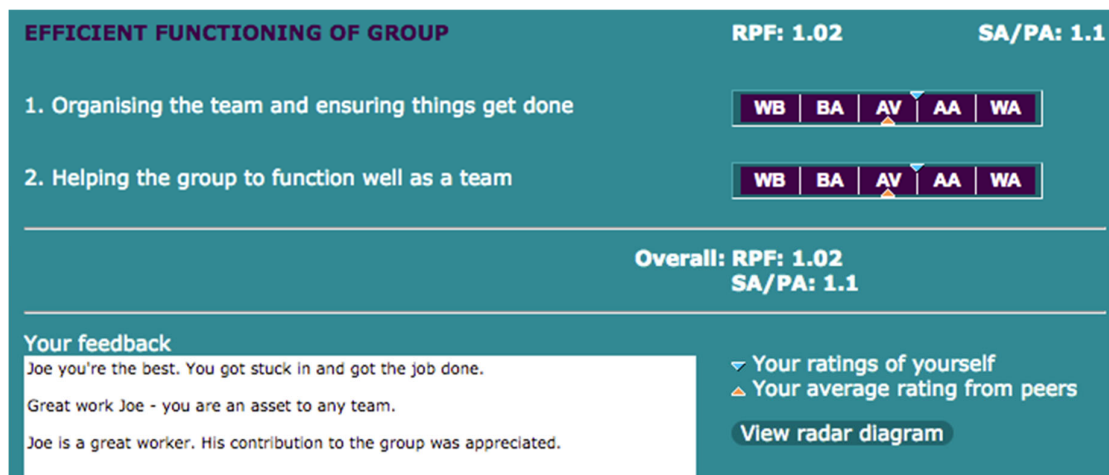 EFFICIENT FUNCTIONING OF GROUP RPF: 1.02 SA/PA: 1.1
1. Organising the team and ensuring things get done WB BA AV AA WA
2. Helping the group to function well as a team WB BA AV AA WA
Overall: RPF: 1.02
SA/PA: 1.1
Your feedback
Joe you're the best. You got stuck in and got the job done.
Great work Joe - you are an asset to any team.
Joe is a great worker. His contribution to the group was appreciated.
Your ratings of yourself
Your average rating from peers
View radar diagram